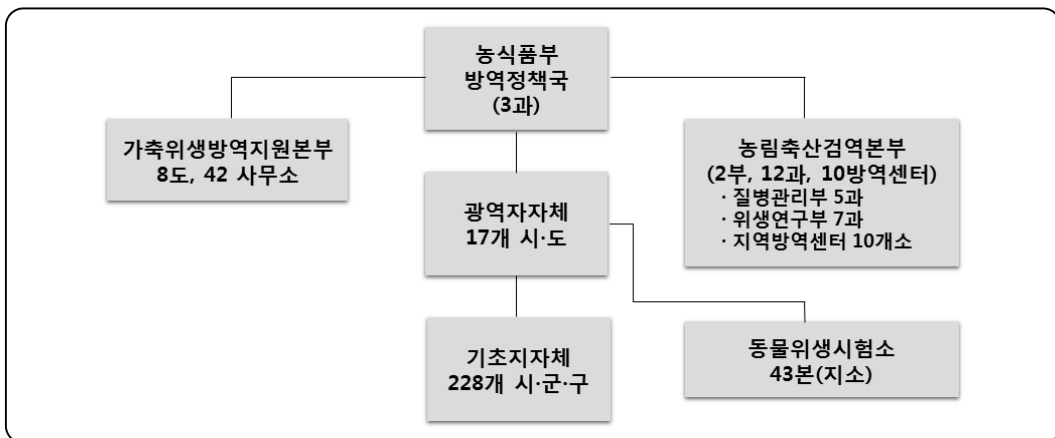 농식품부
방역정책국
(3과)
가축위생방역지원본부
8도, 42 사무소
농림축산검역본부
(2부, 12과, 10방역센터)
· 질병관리부 5과
· 위생연구부 7과
· 지역방역센터 10개소
광역자자체
17개 시·도
기초지자체
228개 시·군·구
동물위생시험소
43본(지소)